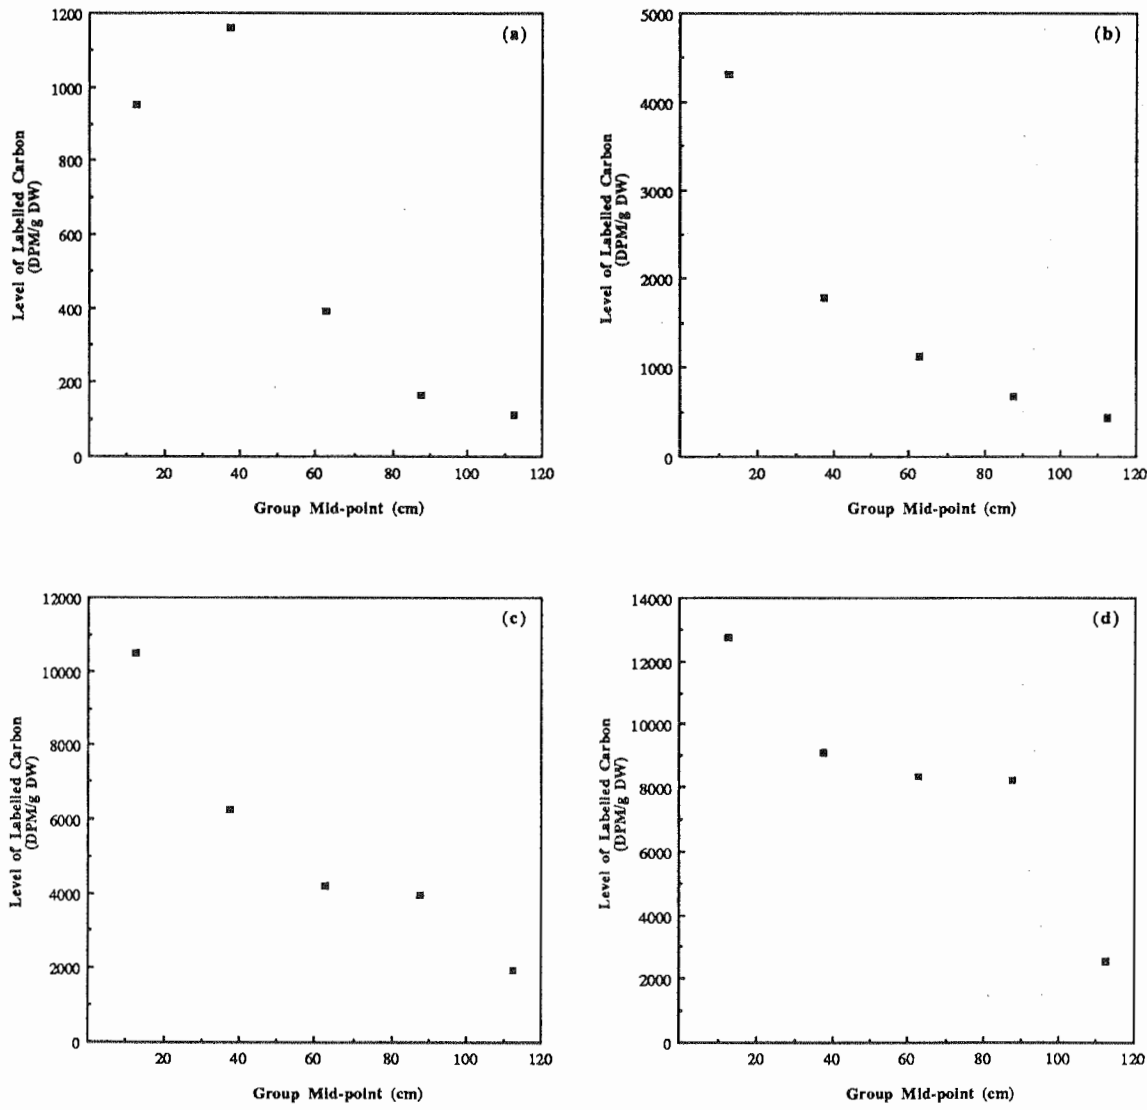 (a)
1200
1000
800
600
400
200
0
20 40 60 80 100 120
Level of Labelled Carbon
(DPM/g DW)
Group Mid-point (cm)
(b)
5000
4000
3000
2000
1000
0
20 40 60 80 100 120
Level of Labelled Carbon
(DPM/g DW)
Group Mid-point (cm)
(c)
12000
10000
8000
6000
4000
2000
0
20 40 60 80 100 120
Level of Labelled Carbon
(DPM/g DW)
Group Mid-point (cm)
(d)
14000
12000
10000
8000
6000
4000
2000
0
20 40 60 80 100 120
Level of Labelled Carbon
(DPM/g DW)
Group Mid-point (cm)